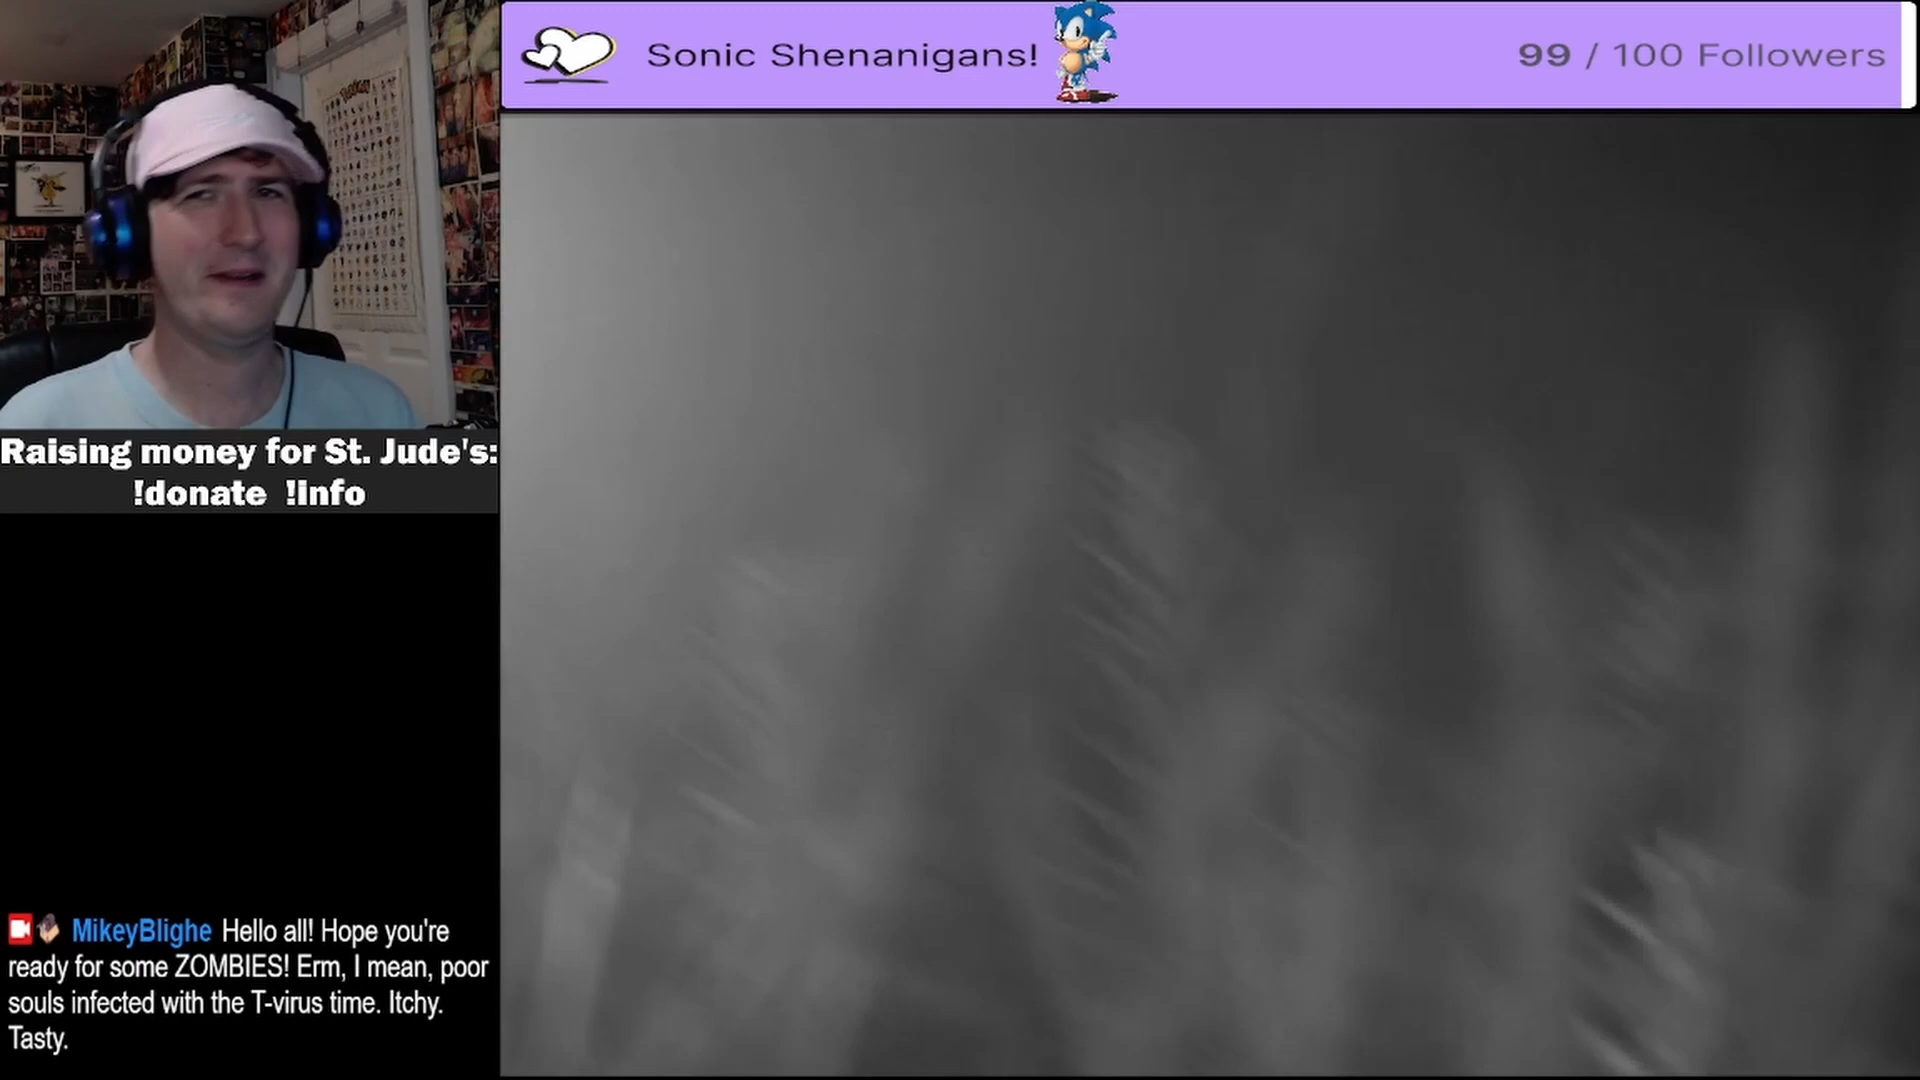 Sonic Shenanigans!
99 / 100 Followers
Raising money for St. Jude's:
!donate !info
MikeyBlighe Hello all! Hope you're
ready for some ZOMBIES! Erm, I mean, poor
souls infected with the T-virus time. Itchy.
Tasty.